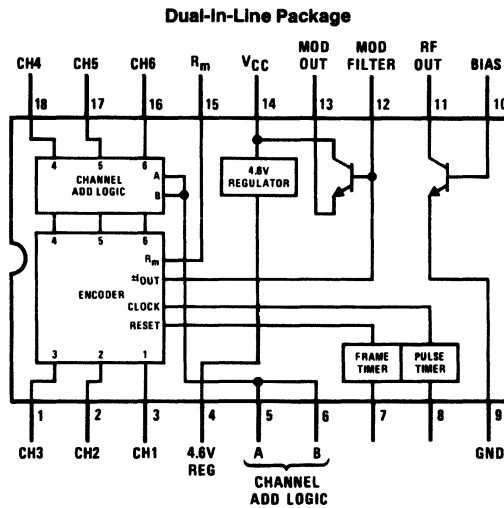 Dual-In-Line Package
CH4 CH5 CH6 Rm VCC MOD OUT MOD FILTER RF OUT BIAS
18 17 16 15 14 13 12 11 10
4 5 6
CHANNEL ADD LOGIC
A
B
4.6V REGULATOR
4 5 6
Rm
OUT
ENCODER
CLOCK
RESET
3 2 1
FRAME TIMER
PULSE TIMER
1 2 3 4 5 6 7 8 9
CH3 CH2 CH1 4.6V REG A B GND
CHANNEL ADD LOGIC